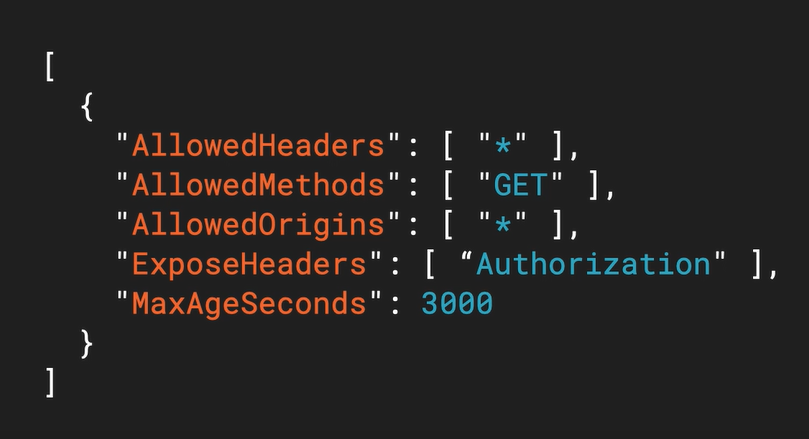 [
  {
    "AllowedHeaders": [ "*" ],
    "AllowedMethods": [ "GET" ],
    "AllowedOrigins": [ "*" ],
    "ExposeHeaders": [ “Authorization" ],
    "MaxAgeSeconds": 3000
  }
]